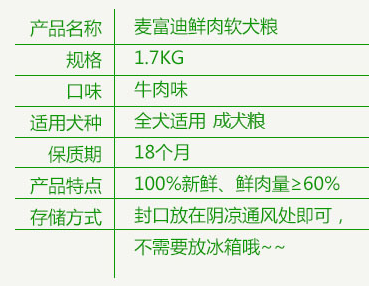 产品名称 麦富迪鲜肉软犬粮
规格 1.7KG
口味 牛肉味
适用犬种 全犬适用 成犬粮
保质期 18个月
产品特点 100%新鲜、鲜肉量≥60%
存储方式 封口放在阴凉通风处即可，
不需要放冰箱哦~~